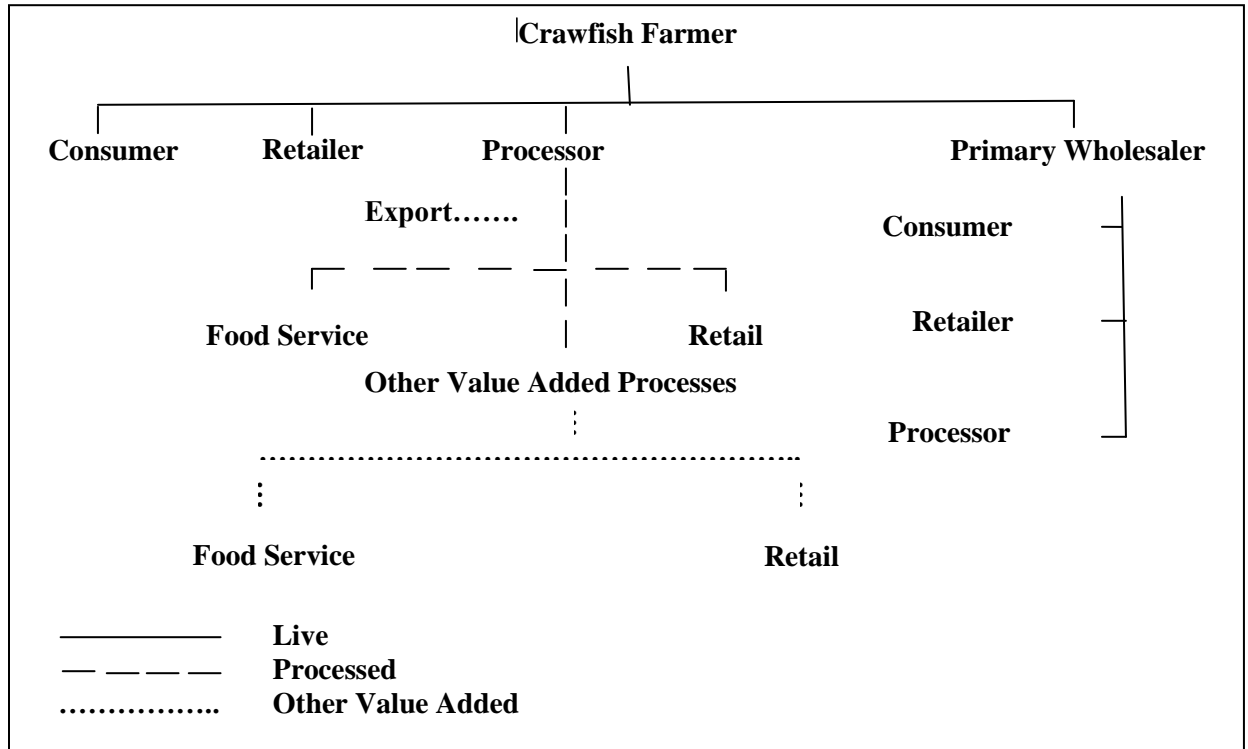 Crawfish Farmer
Consumer Retailer Processor Primary Wholesaler
Export.......
Consumer
Food Service Retail
Retailer
Other Value Added Processes
Processor
Food Service Retail
Live
Processed
Other Value Added